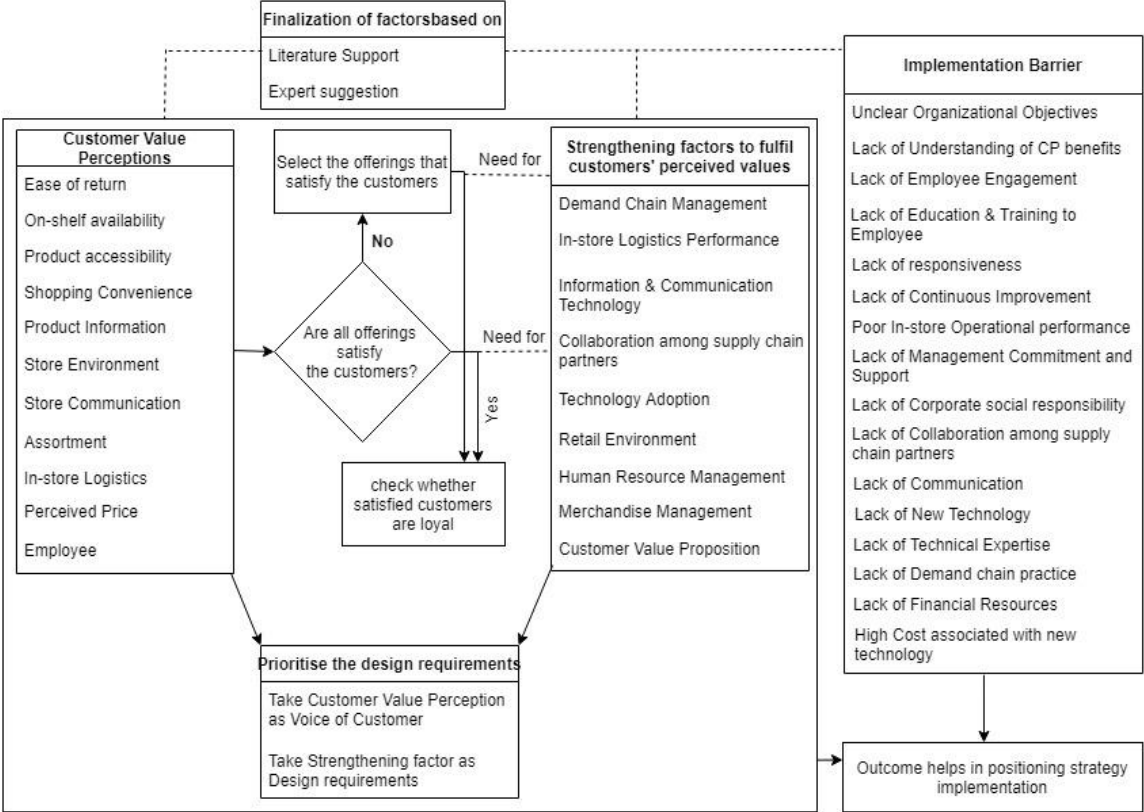 Finalization of factorsbased on
Literature Support
Expert suggestion
Customer Value
Perceptions
Ease of return
On-shelf availability
Product accessibility
Shopping Convenience
Product Information
Store Environment
Store Communication
Assortment
In-store Logistics
Perceived Price
Employee
Select the offerings that
satisfy the customers
No
Are all offerings
satisfy
the customers?
Yes
check whether
satisfied customers
are loyal
Need for
Need for
Strengthening factors to fulfil
customers' perceived values
Demand Chain Management
In-store Logistics Performance
Information & Communication
Technology
Collaboration among supply chain
partners
Technology Adoption
Retail Environment
Human Resource Management
Merchandise Management
Customer Value Proposition
Prioritise the design requirements
Take Customer Value Perception
as Voice of Customer
Take Strengthening factor as
Design requirements
Implementation Barrier
Unclear Organizational Objectives
Lack of Understanding of CP benefits
Lack of Employee Engagement
Lack of Education & Training to
Employee
Lack of responsiveness
Lack of Continuous Improvement
Poor In-store Operational performance
Lack of Management Commitment and
Support
Lack of Corporate social responsibility
Lack of Collaboration among supply
chain partners
Lack of Communication
Lack of New Technology
Lack of Technical Expertise
Lack of Demand chain practice
Lack of Financial Resources
High Cost associated with new
technology
Outcome helps in positioning strategy
implementation